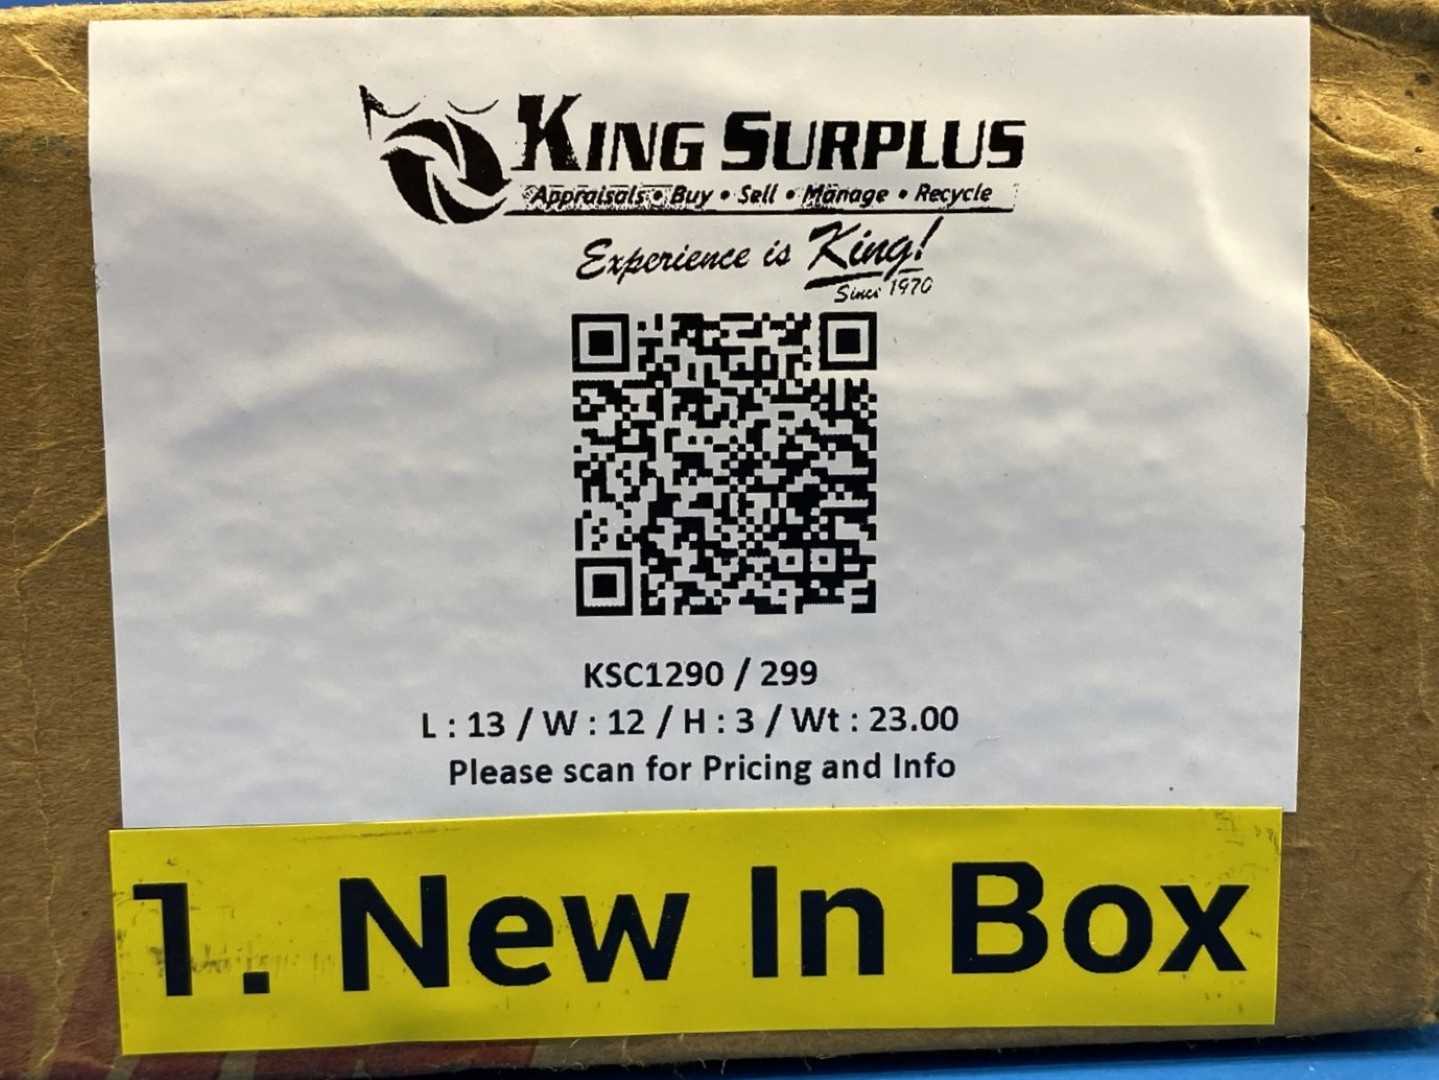 KING SURPLUS
Appraisals • Buy • Sell • Manage • Recycle
Experience is King!
Since 1970
KSC1290 / 299
L : 13 / W : 12 / H : 3 / Wt : 23.00
Please scan for Pricing and Info
1. New In Box